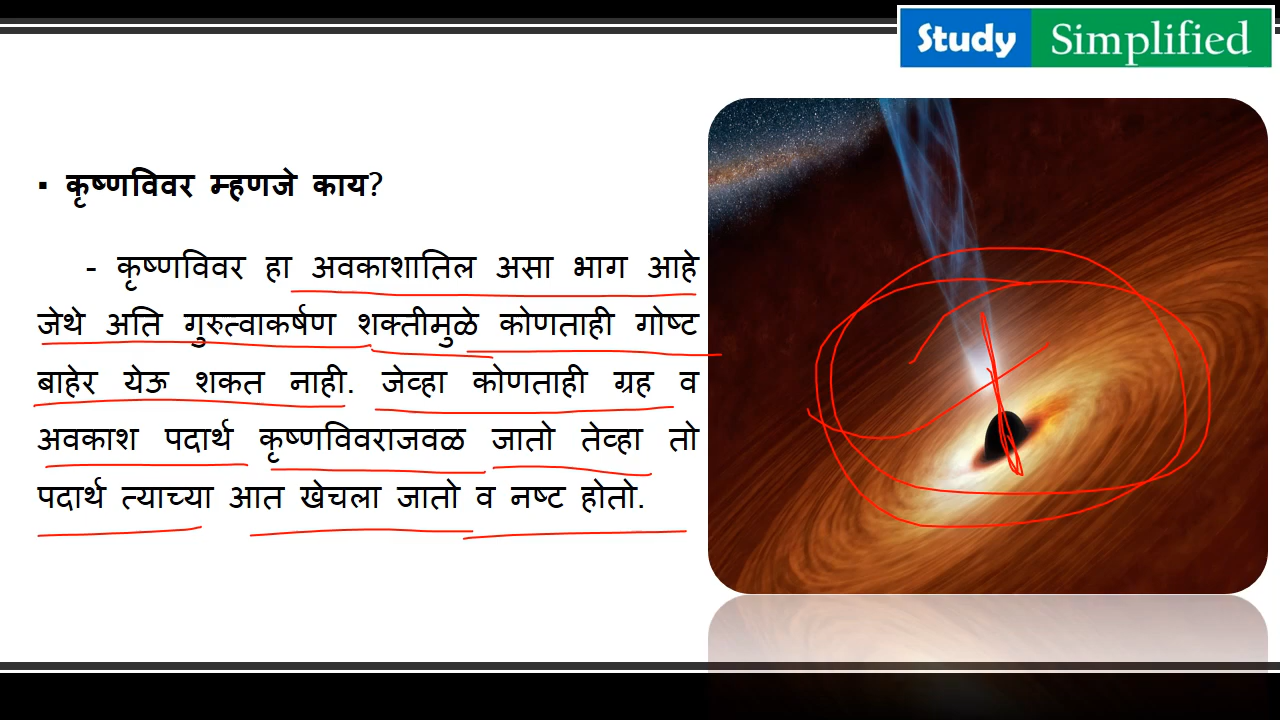 Study Simplified
▪ कृष्णविवर म्हणजे काय?
- कृष्णविवर हा अवकाशातिल असा भाग आहे
जेथे अति गुरुत्वाकर्षण शक्तीमुळे कोणताही गोष्ट
बाहेर येऊ शकत नाही. जेव्हा कोणताही ग्रह व
अवकाश पदार्थ कृष्णविवराजवळ जातो तेव्हा तो
पदार्थ त्याच्या आत खेचला जातो व नष्ट होतो.